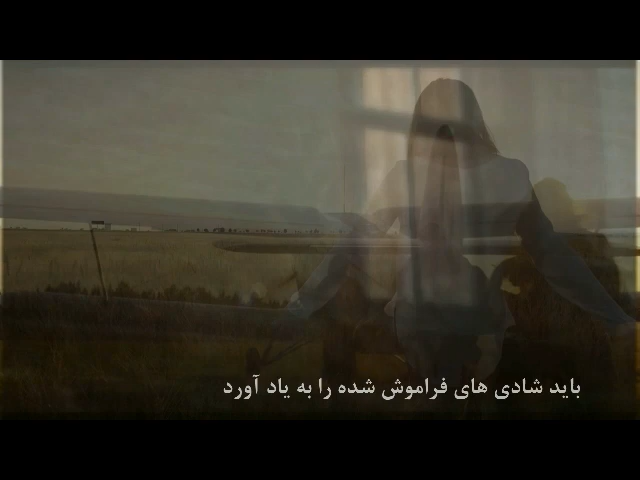 باید شادی های فراموش شده را به یاد آورد